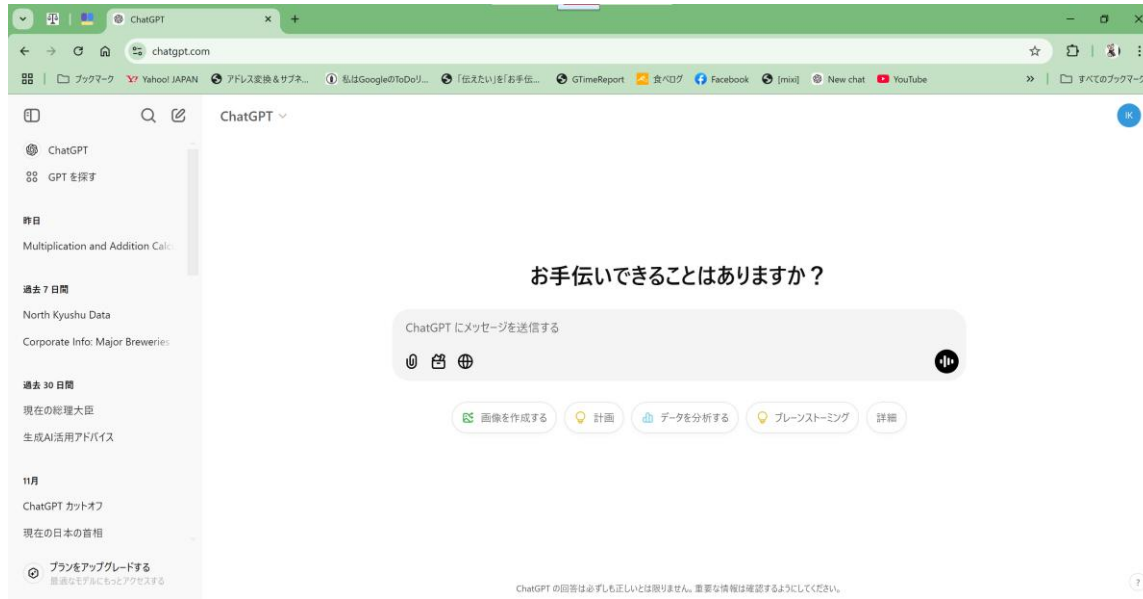 ChatGPT
chatgpt.com
ブックマーク
Yahoo! JAPAN
アドレス変換&サブネ...
私はGoogleのToDoリ...
「伝えたい」を「お手伝...
GTimeReport
食べログ
Facebook
[mixi]
New chat
YouTube
すべてのブックマーク
ChatGPT
IK
ChatGPT
GPT を探す
昨日
Multiplication and Addition Calc
過去 7 日間
North Kyushu Data
Corporate Info: Major Breweries
過去 30 日間
現在の総理大臣
生成AI活用アドバイス
11月
ChatGPT カットオフ
現在の日本の首相
プランをアップグレードする
最適なモデルにもっとアクセスする
お手伝いできることはありますか？
ChatGPT にメッセージを送信する
画像を作成する
計画
データを分析する
ブレーンストーミング
詳細
ChatGPT の回答は必ずしも正しいとは限りません。重要な情報は確認するようにしてください。
?